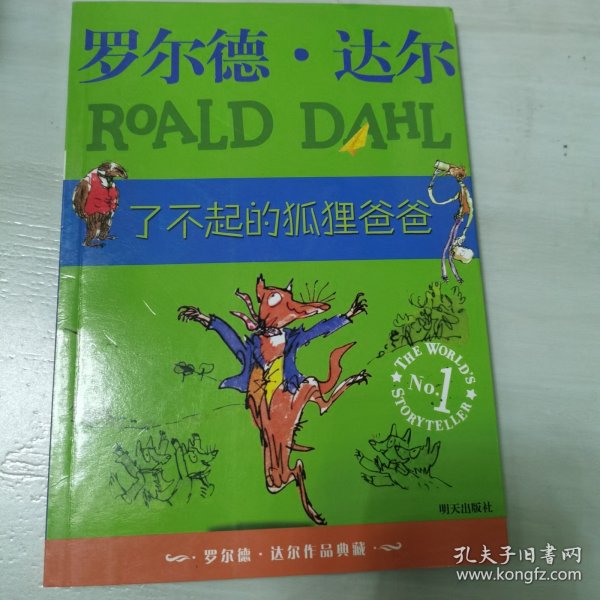 罗尔德·达尔
ROALD DAHL
了不起的狐狸爸爸
THE WORLD'S
No.1
STORYTELLER
明天出版社
罗尔德·达尔作品典藏
孔夫子旧书网
www.kongfz.com